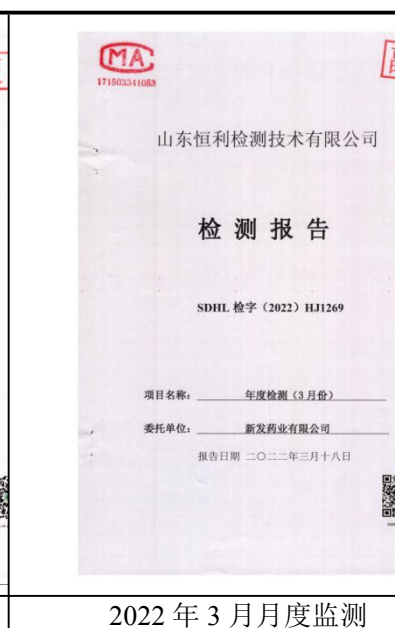 MA
171503341053
山东恒利检测技术有限公司
检测报告
SDHL 检字（2022）HJ1269
项目名称：年度检测（3月份）
委托单位：新发药业有限公司
报告日期 二〇二二年三月十八日
2022 年 3 月月度监测